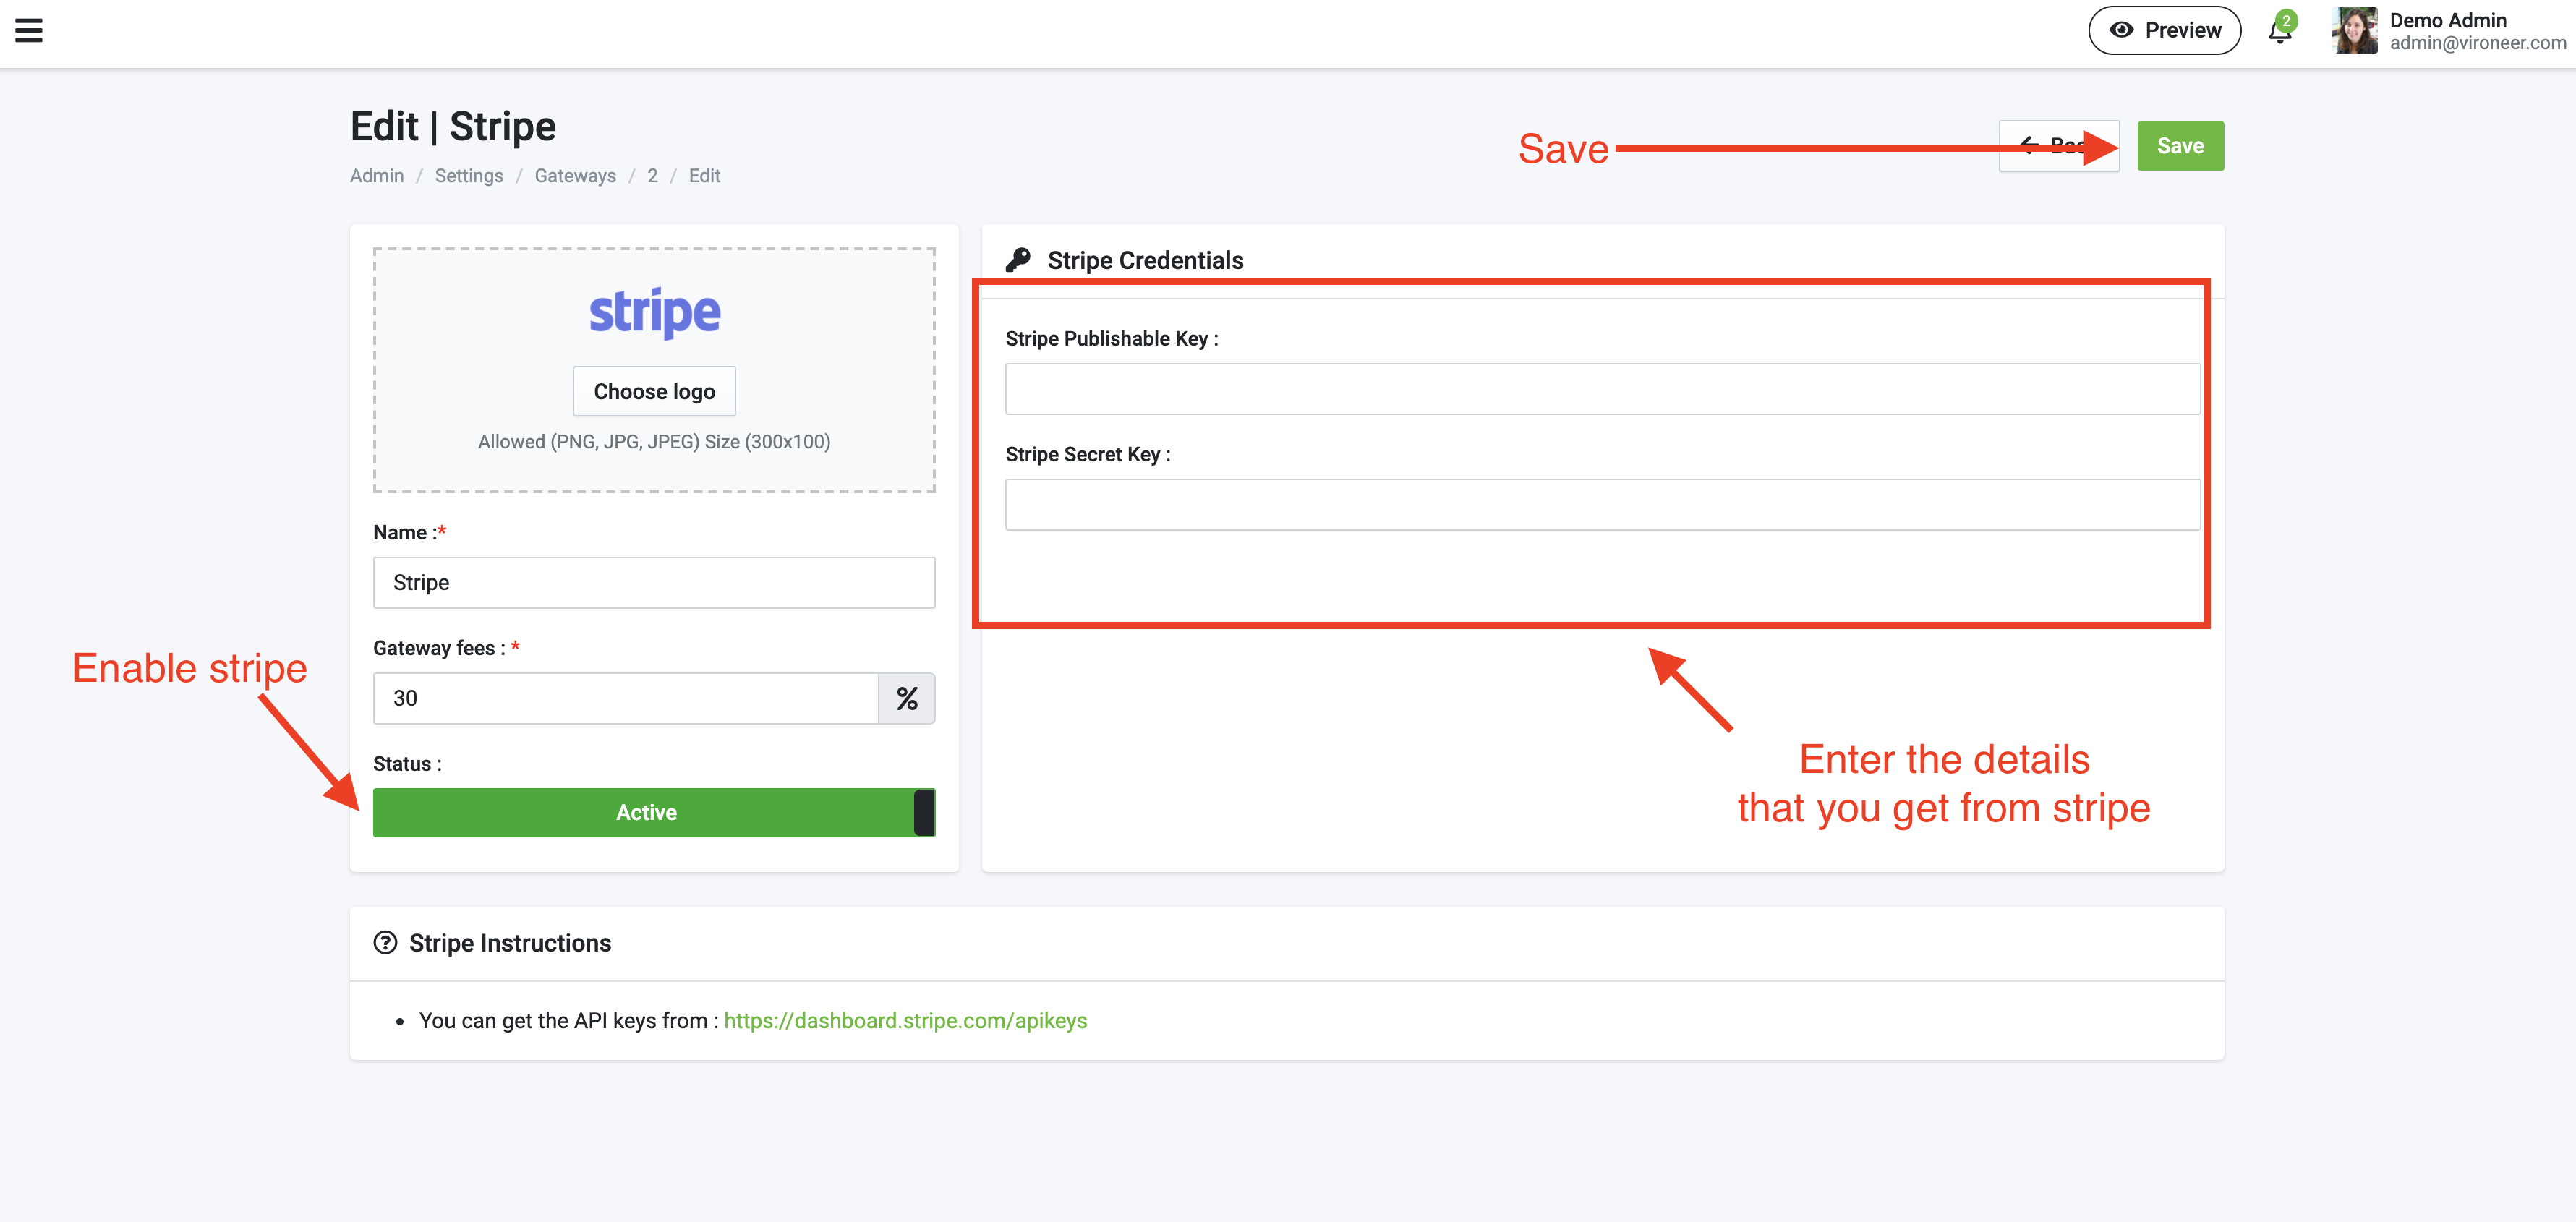 Preview
2
Demo Admin
admin@vironeer.com
Edit | Stripe
Admin / Settings / Gateways / 2 / Edit
Save
Save
stripe
Choose logo
Allowed (PNG, JPG, JPEG) Size (300x100)
Name :*
Stripe
Gateway fees : *
30 %
Status :
Active
Enable stripe
Stripe Credentials
Stripe Publishable Key :
Stripe Secret Key :
Enter the details
that you get from stripe
Stripe Instructions
• You can get the API keys from : https://dashboard.stripe.com/apikeys